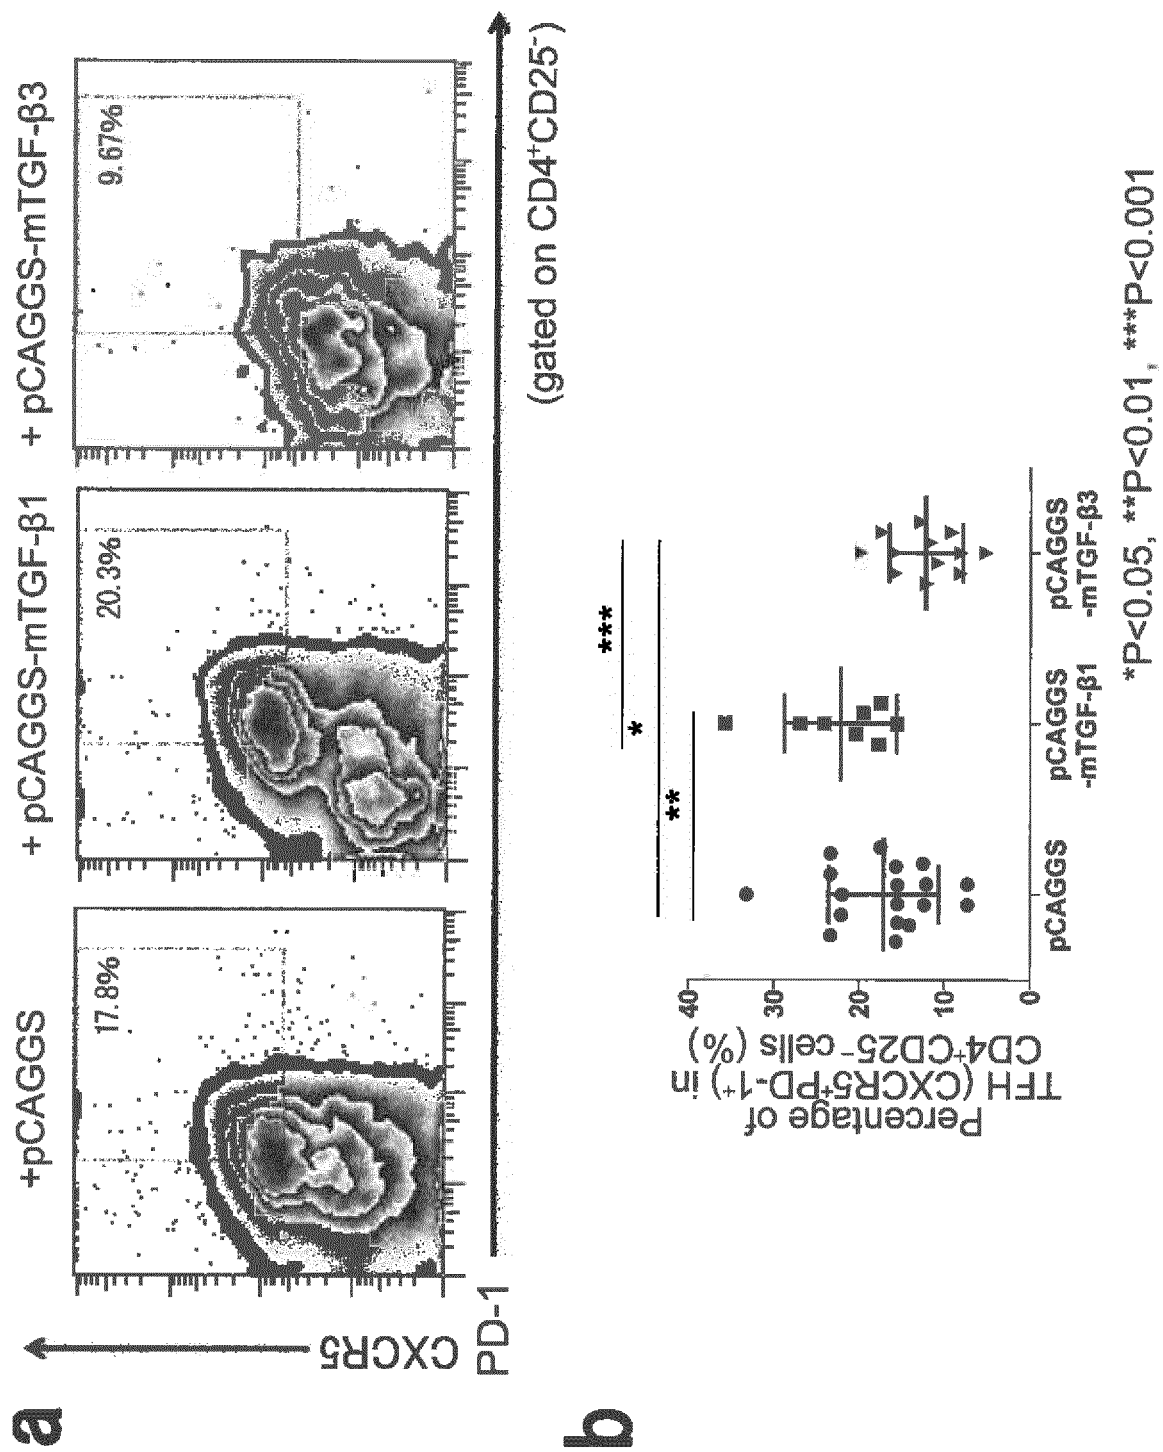 a
+pCAGGS
+ pCAGGS-mTGF-β1
+ pCAGGS-mTGF-β3
17.8%
20.3%
9.67%
CXCR5
PD-1
(gated on CD4⁺CD25⁻)
b
Percentage of
TFH (CXCR5⁺PD-1⁺) in
CD4⁺CD25⁻ cells (%)
40
30
20
10
0
***
*
**
pCAGGS
pCAGGS
-mTGF-β1
pCAGGS
-mTGF-β3
*P<0.05, **P<0.01, ***P<0.001